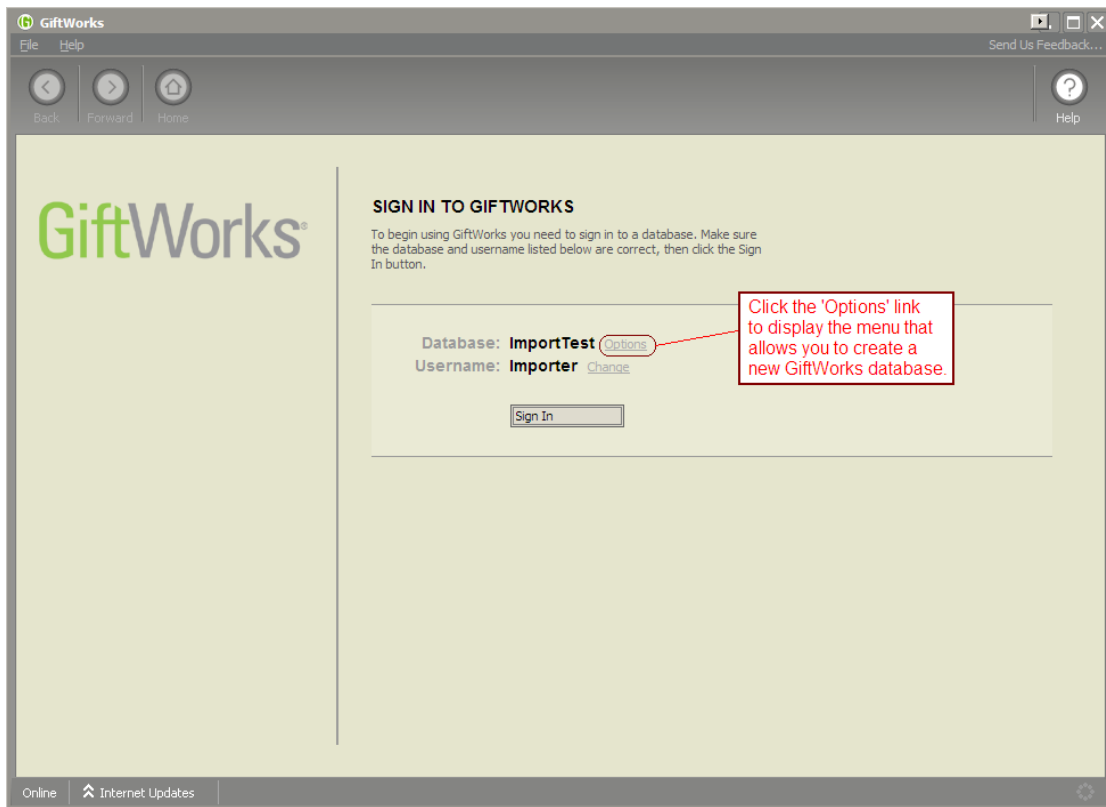 GiftWorks
File Help
Send Us Feedback...
Back Forward Home
Help
GiftWorks®
SIGN IN TO GIFTWORKS
To begin using GiftWorks you need to sign in to a database. Make sure
the database and username listed below are correct, then click the Sign
In button.
Database: ImportTest Options
Username: Importer Change
Sign In
Click the 'Options' link
to display the menu that
allows you to create a
new GiftWorks database.
Online Internet Updates